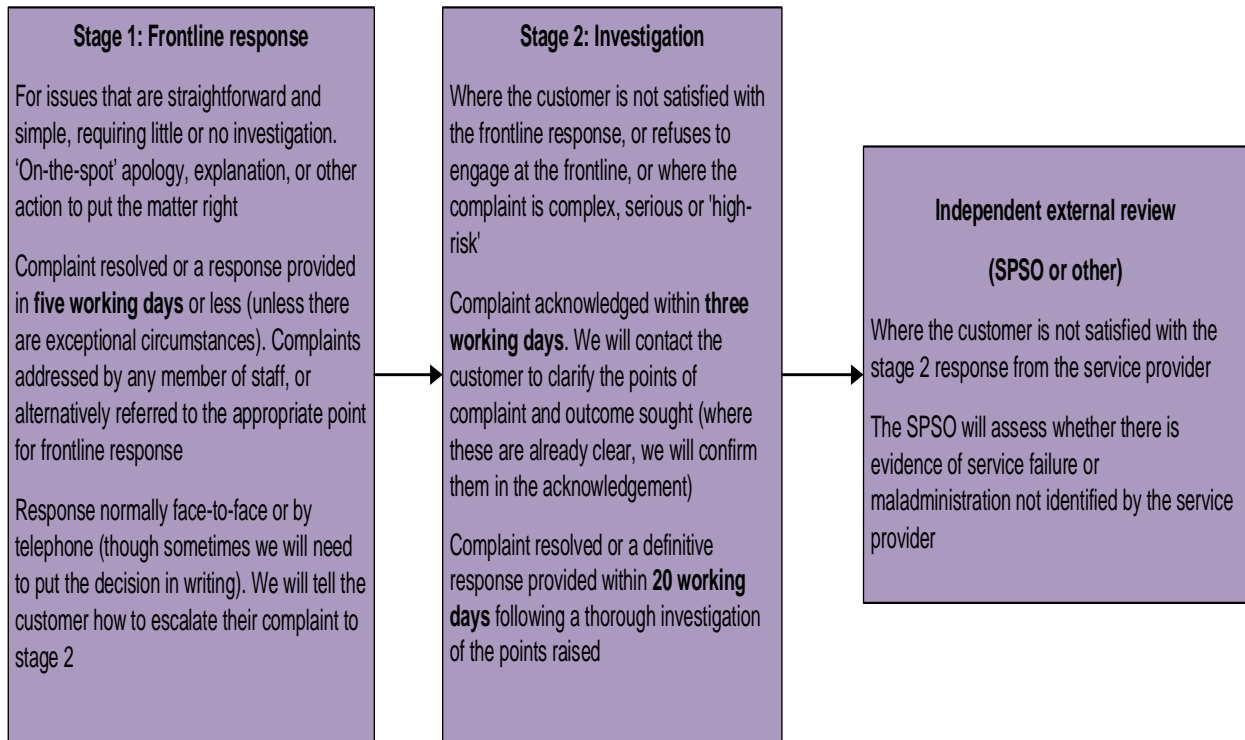 Stage 1: Frontline response
For issues that are straightforward and
simple, requiring little or no investigation.
‘On-the-spot’ apology, explanation, or other
action to put the matter right
Complaint resolved or a response provided
in five working days or less (unless there
are exceptional circumstances). Complaints
addressed by any member of staff, or
alternatively referred to the appropriate point
for frontline response
Response normally face-to-face or by
telephone (though sometimes we will need
to put the decision in writing). We will tell the
customer how to escalate their complaint to
stage 2
Stage 2: Investigation
Where the customer is not satisfied with
the frontline response, or refuses to
engage at the frontline, or where the
complaint is complex, serious or 'high-
risk'
Complaint acknowledged within three
working days. We will contact the
customer to clarify the points of
complaint and outcome sought (where
these are already clear, we will confirm
them in the acknowledgement)
Complaint resolved or a definitive
response provided within 20 working
days following a thorough investigation
of the points raised
Independent external review
(SPSO or other)
Where the customer is not satisfied with the
stage 2 response from the service provider
The SPSO will assess whether there is
evidence of service failure or
maladministration not identified by the service
provider